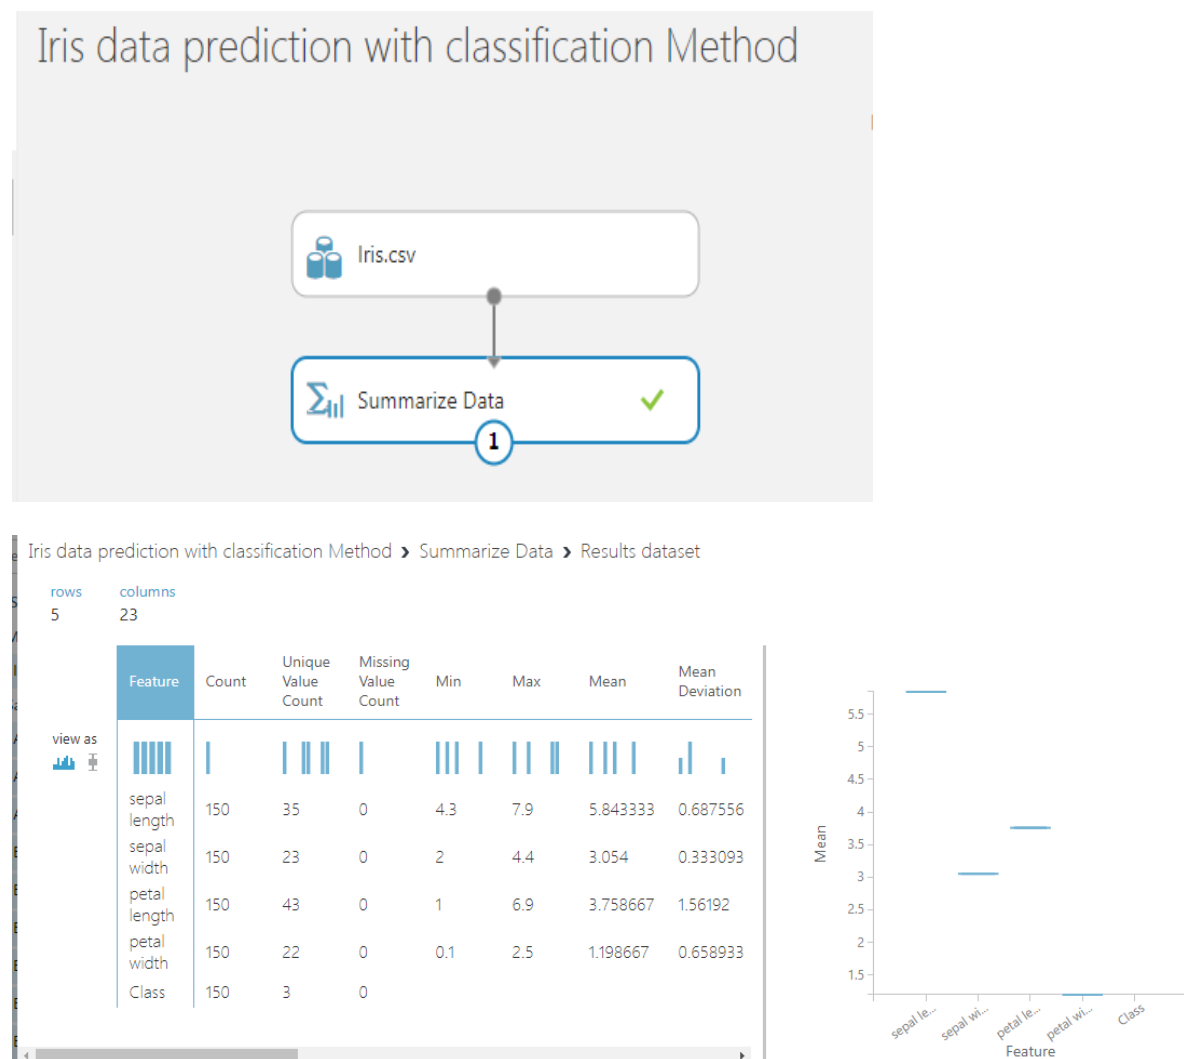 Iris data prediction with classification Method
Iris.csv
Summarize Data
1
Iris data prediction with classification Method › Summarize Data › Results dataset
rows columns
5 23
Feature Count Unique Value Count Missing Value Count Min Max Mean Mean Deviation
view as
sepal length 150 35 0 4.3 7.9 5.843333 0.687556
sepal width 150 23 0 2 4.4 3.054 0.333093
petal length 150 43 0 1 6.9 3.758667 1.56192
petal width 150 22 0 0.1 2.5 1.198667 0.658933
Class 150 3 0
Mean
5.5
5
4.5
4
3.5
3
2.5
2
1.5
sepal le... sepal wi... petal le... petal wi... Class
Feature